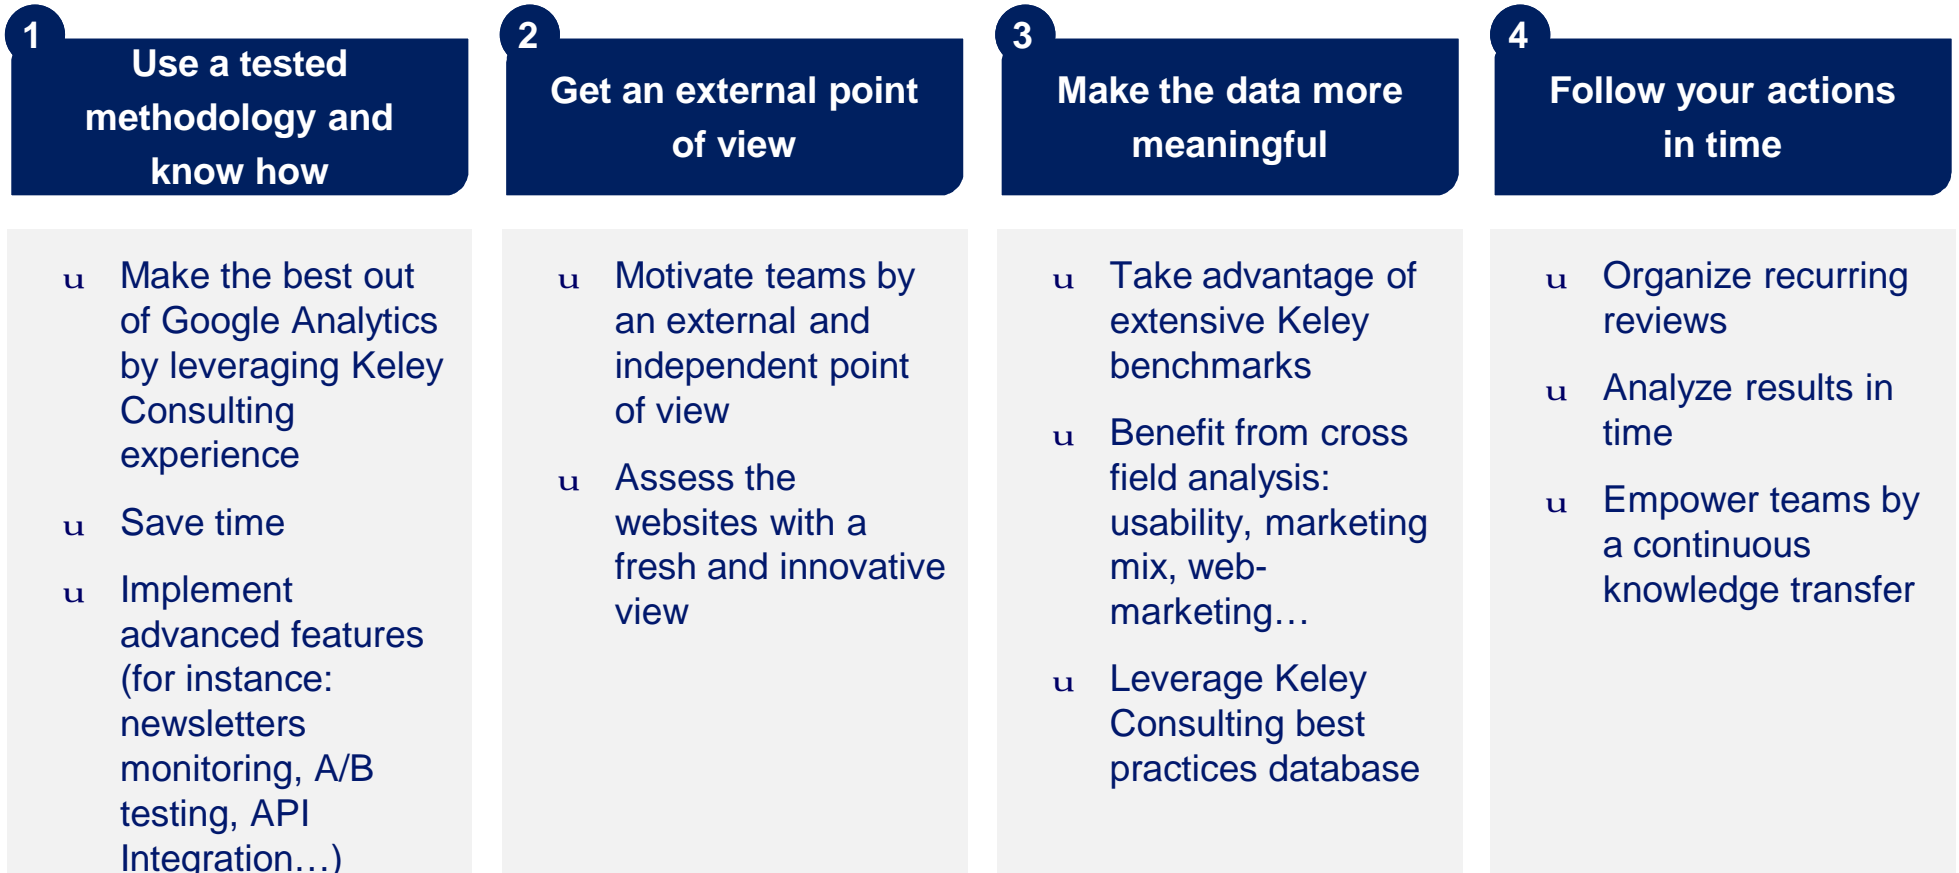 1
Use a tested
methodology and
know how
u Make the best out
of Google Analytics
by leveraging Keley
Consulting
experience
u Save time
u Implement
advanced features
(for instance:
newsletters
monitoring, A/B
testing, API
Integration…)
2
Get an external point
of view
u Motivate teams by
an external and
independent point
of view
u Assess the
websites with a
fresh and innovative
view
3
Make the data more
meaningful
u Take advantage of
extensive Keley
benchmarks
u Benefit from cross
field analysis:
usability, marketing
mix, web-
marketing…
u Leverage Keley
Consulting best
practices database
4
Follow your actions
in time
u Organize recurring
reviews
u Analyze results in
time
u Empower teams by
a continuous
knowledge transfer